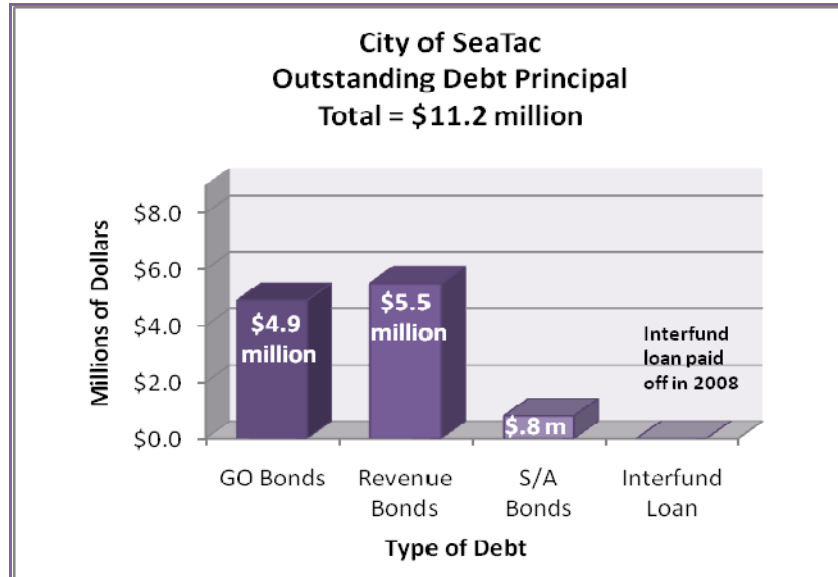 City of SeaTac
Outstanding Debt Principal
Total = $11.2 million
Millions of Dollars
$8.0
$6.0
$4.0
$2.0
$0.0
$4.9
million
$5.5
million
$.8 m
Interfund
loan paid
off in 2008
GO Bonds
Revenue
Bonds
S/A
Bonds
Interfund
Loan
Type of Debt